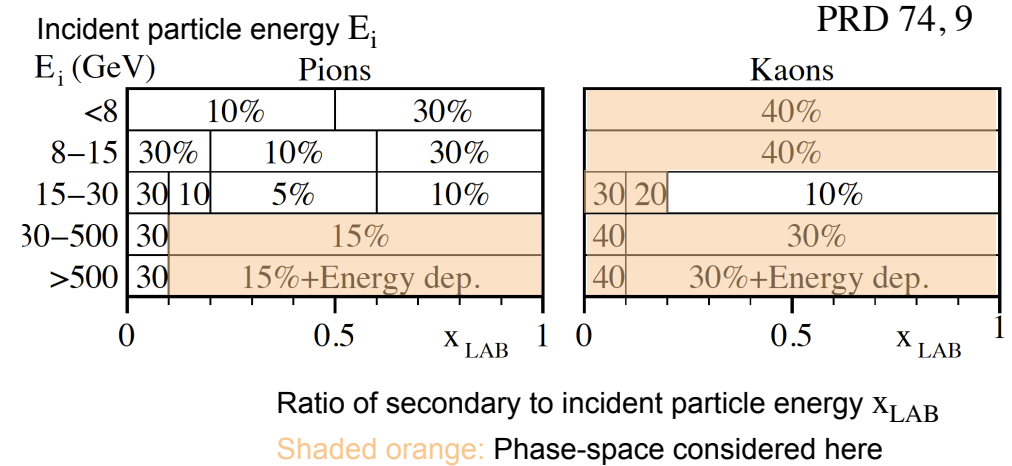 Incident particle energy E_i
PRD 74, 9
E_i (GeV) Pions Kaons
<8 10% 30% 40%
8–15 30% 10% 30% 40%
15–30 30 10 5% 10% 30 20 10%
30–500 30 15% 40 30%
>500 30 15%+Energy dep. 40 30%+Energy dep.
0 0.5 x_LAB 1 0 0.5 x_LAB 1
Ratio of secondary to incident particle energy x_LAB
Shaded orange: Phase-space considered here